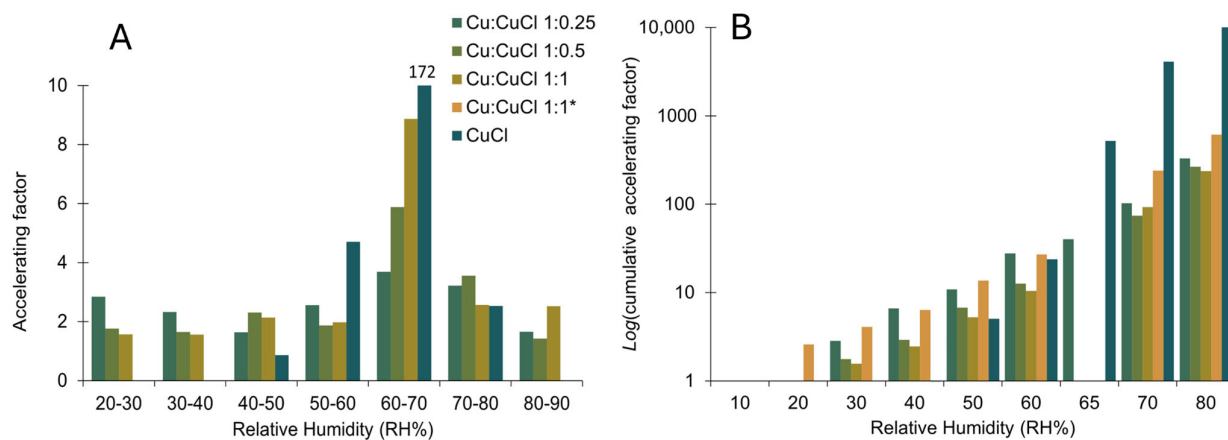 A
Accelerating factor
10
8
6
4
2
0
172
Cu:CuCl 1:0.25
Cu:CuCl 1:0.5
Cu:CuCl 1:1
Cu:CuCl 1:1*
CuCl
20-30 30-40 40-50 50-60 60-70 70-80 80-90
Relative Humidity (RH%)
B
Log(cumulative accelerating factor)
10,000
1000
100
10
1
10 20 30 40 50 60 65 70 80
Relative Humidity (RH%)